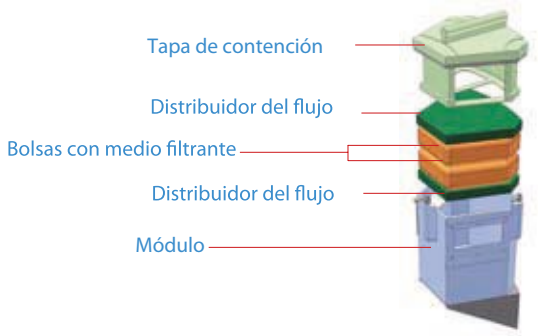 Tapa de contención
Distribuidor del flujo
Bolsas con medio filtrante
Distribuidor del flujo
Módulo